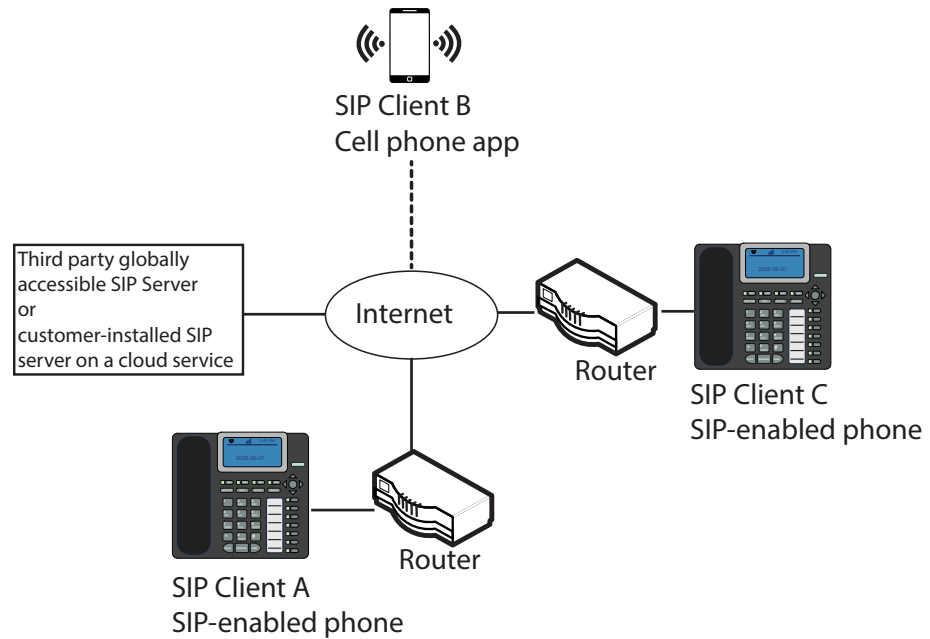 SIP Client B
Cell phone app
Third party globally
accessible SIP Server
or
customer-installed SIP
server on a cloud service
Internet
Router
SIP Client C
SIP-enabled phone
Router
SIP Client A
SIP-enabled phone